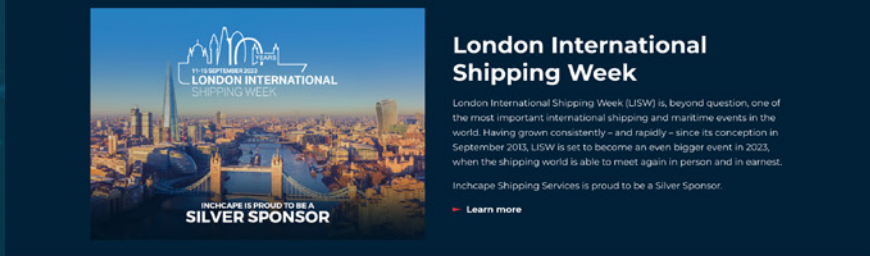 YEARS
11-15 SEPTEMBER 2023
LONDON INTERNATIONAL
SHIPPING WEEK
INCHCAPE IS PROUD TO BE A
SILVER SPONSOR
London International
Shipping Week
London International Shipping Week (LISW) is, beyond question, one of
the most important international shipping and maritime events in the
world. Having grown consistently – and rapidly – since its conception in
September 2013, LISW is set to become an even bigger event in 2023,
when the shipping world is able to meet again in person and in earnest.
Inchcape Shipping Services is proud to be a Silver Sponsor.
Learn more